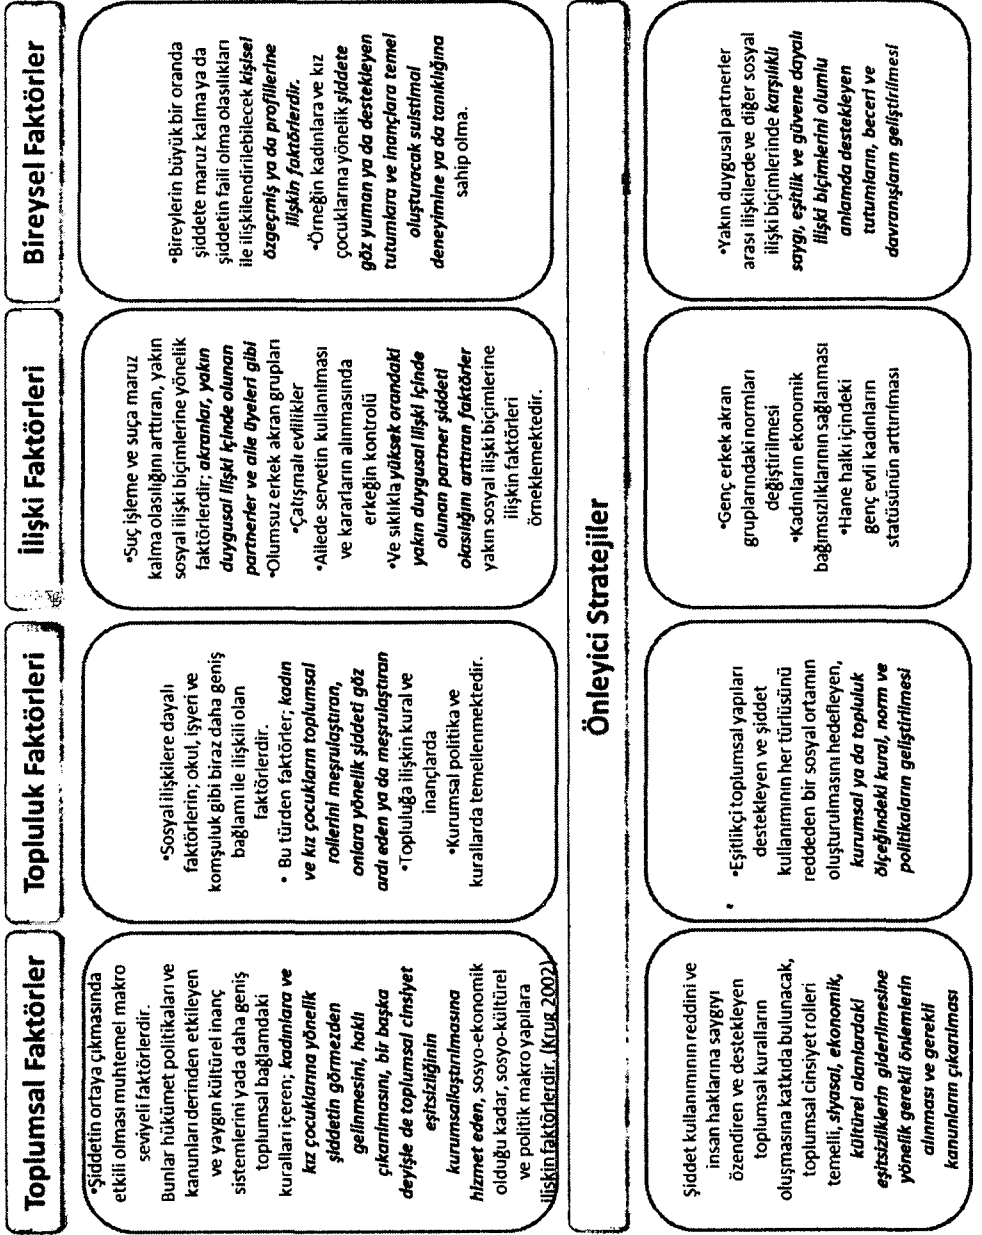 Toplumsal Faktörler
•Şiddetin ortaya çıkmasında
etkili olması muhtemel makro
seviyeli faktörlerdir.
Bunlar hükümet politikaları ve
kanunları derinden etkileyen
ve yaygın kültürel inanç
sistemlerini yada daha geniş
toplumsal bağlamdaki
kuralları içeren; kadınlara ve
kız çocuklarına yönelik
şiddetin görmezden
gelinmesini, haklı
çıkarılmasını, bir başka
deyişle de toplumsal cinsiyet
eşitsizliğinin
kurumsallaştırılmasına
hizmet eden, sosyo-ekonomik
olduğu kadar, sosyo-kültürel
ve politik makro yapılara
ilişkin faktörlerdir. (Krug 2002)
Topluluk Faktörleri
•Sosyal ilişkilere dayalı
faktörlerin; okul, işyeri ve
komşuluk gibi biraz daha geniş
bağlamı ile ilişkili olan
faktörlerdir.
• Bu türden faktörler; kadın
ve kız çocukların toplumsal
rollerini meşrulaştıran,
onlara yönelik şiddeti göz
ardı eden ya da meşrulaştıran
•Topluluğa ilişkin kural ve
inançlarda
•Kurumsal politika ve
kurallarda temellenmektedir.
İlişki Faktörleri
•Suç işleme ve suça maruz
kalma olasılığını arttıran, yakın
sosyal ilişki biçimlerine yönelik
faktörlerdir; akranlar, yakın
duygusal ilişki içinde olunan
partnerler ve aile üyeleri gibi
•Olumusuz erkek akran grupları
•Çatışmalı evlilikler
•Ailede servetin kullanılması
ve kararların alınmasında
erkeğin kontrolü
•Ve sıklıkla yüksek orandaki
yakın duygusal ilişki içinde
olunan partner şiddeti
olasılığını artıran faktörler
yakın sosyal ilişki biçimlerine
ilişkin faktörleri
örneklemektedir.
Bireysel Faktörler
•Bireylerin büyük bir oranda
şiddete maruz kalma ya da
şiddetin faili olma olasılıkları
ile ilişkilendirilebilecek kişisel
özgeçmiş ya da profillerine
ilişkin faktörlerdir.
•Örneğin kadınlara ve kız
çocuklarına yönelik şiddete
göz yuman ya da destekleyen
tutumlara ve inançlara temel
oluşturacak suistimal
deneyimine ya da tanıklığına
sahip olma.
Önleyici Stratejiler
Şiddet kullanımının reddini ve
insan haklarına saygıyı
özendiren ve destekleyen
toplumsal kuralların
oluşmasına katkıda bulunacak,
toplumsal cinsiyet rolleri
temelli, siyasal, ekonomik,
kültürel alanlardaki
eşitsizliklerin giderilmesine
yönelik gerekli önlemlerin
alınması ve gerekli
kanunların çıkarılması
•Eşitlikçi toplumsal yapıları
destekleyen ve şiddet
kullanımının her türlüsünü
reddeden bir sosyal ortamın
oluşturulmasını hedefleyen,
kurumsal ya da topluluk
ölçeğindeki kural, norm ve
politikaların geliştirilmesi
•Genç erkek akran
gruplarındaki normları
değiştirilmesi
•Kadınların ekonomik
bağımsızlıklarının sağlanması
•Hane halkı içindeki
genç evli kadınların
statüsünün arttırılması
•Yakın duygusal partnerler
arası ilişkilerde ve diğer sosyal
ilişki biçimlerinde karşılıklı
saygı, eşitlik ve güvene dayalı
ilişki biçimlerini olumlu
anlamda destekleyen
tutumların, beceri ve
davranışların geliştirilmesi